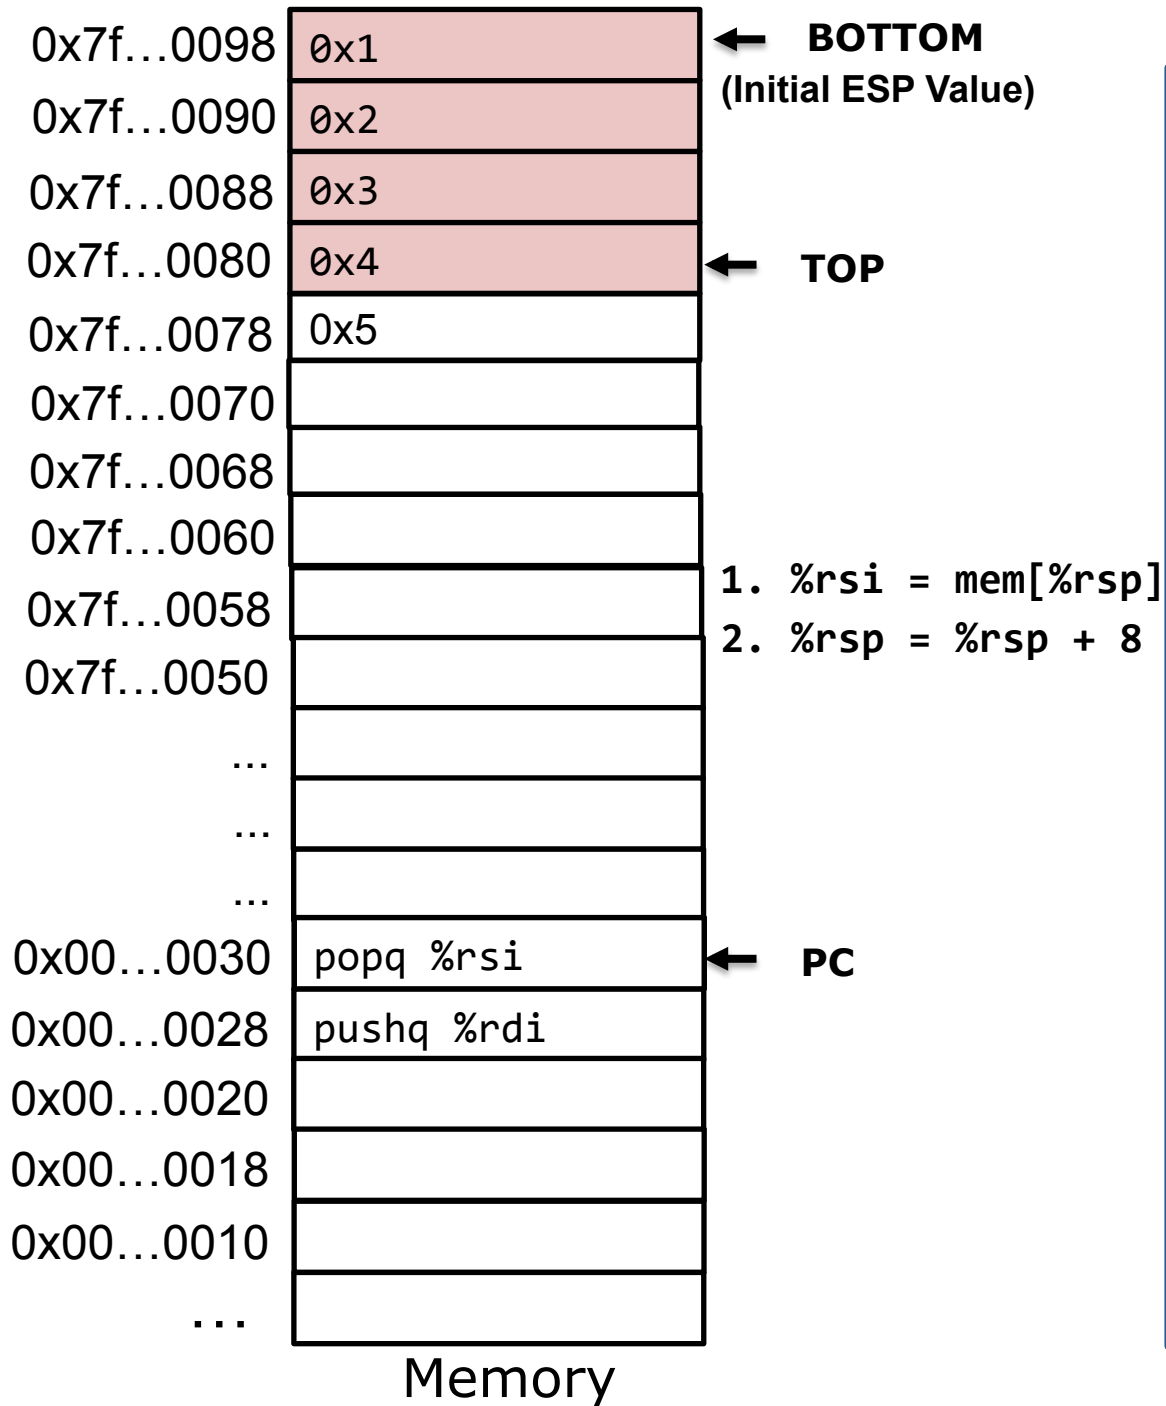 0x7f…0098 0x1 BOTTOM
(Initial ESP Value)
0x7f…0090 0x2
0x7f…0088 0x3
0x7f…0080 0x4 TOP
0x7f…0078 0x5
0x7f…0070
0x7f…0068
0x7f…0060
1. %rsi = mem[%rsp]
0x7f…0058
2. %rsp = %rsp + 8
0x7f…0050
...
...
...
0x00…0030 popq %rsi PC
0x00…0028 pushq %rdi
0x00…0020
0x00…0018
0x00…0010
...
Memory